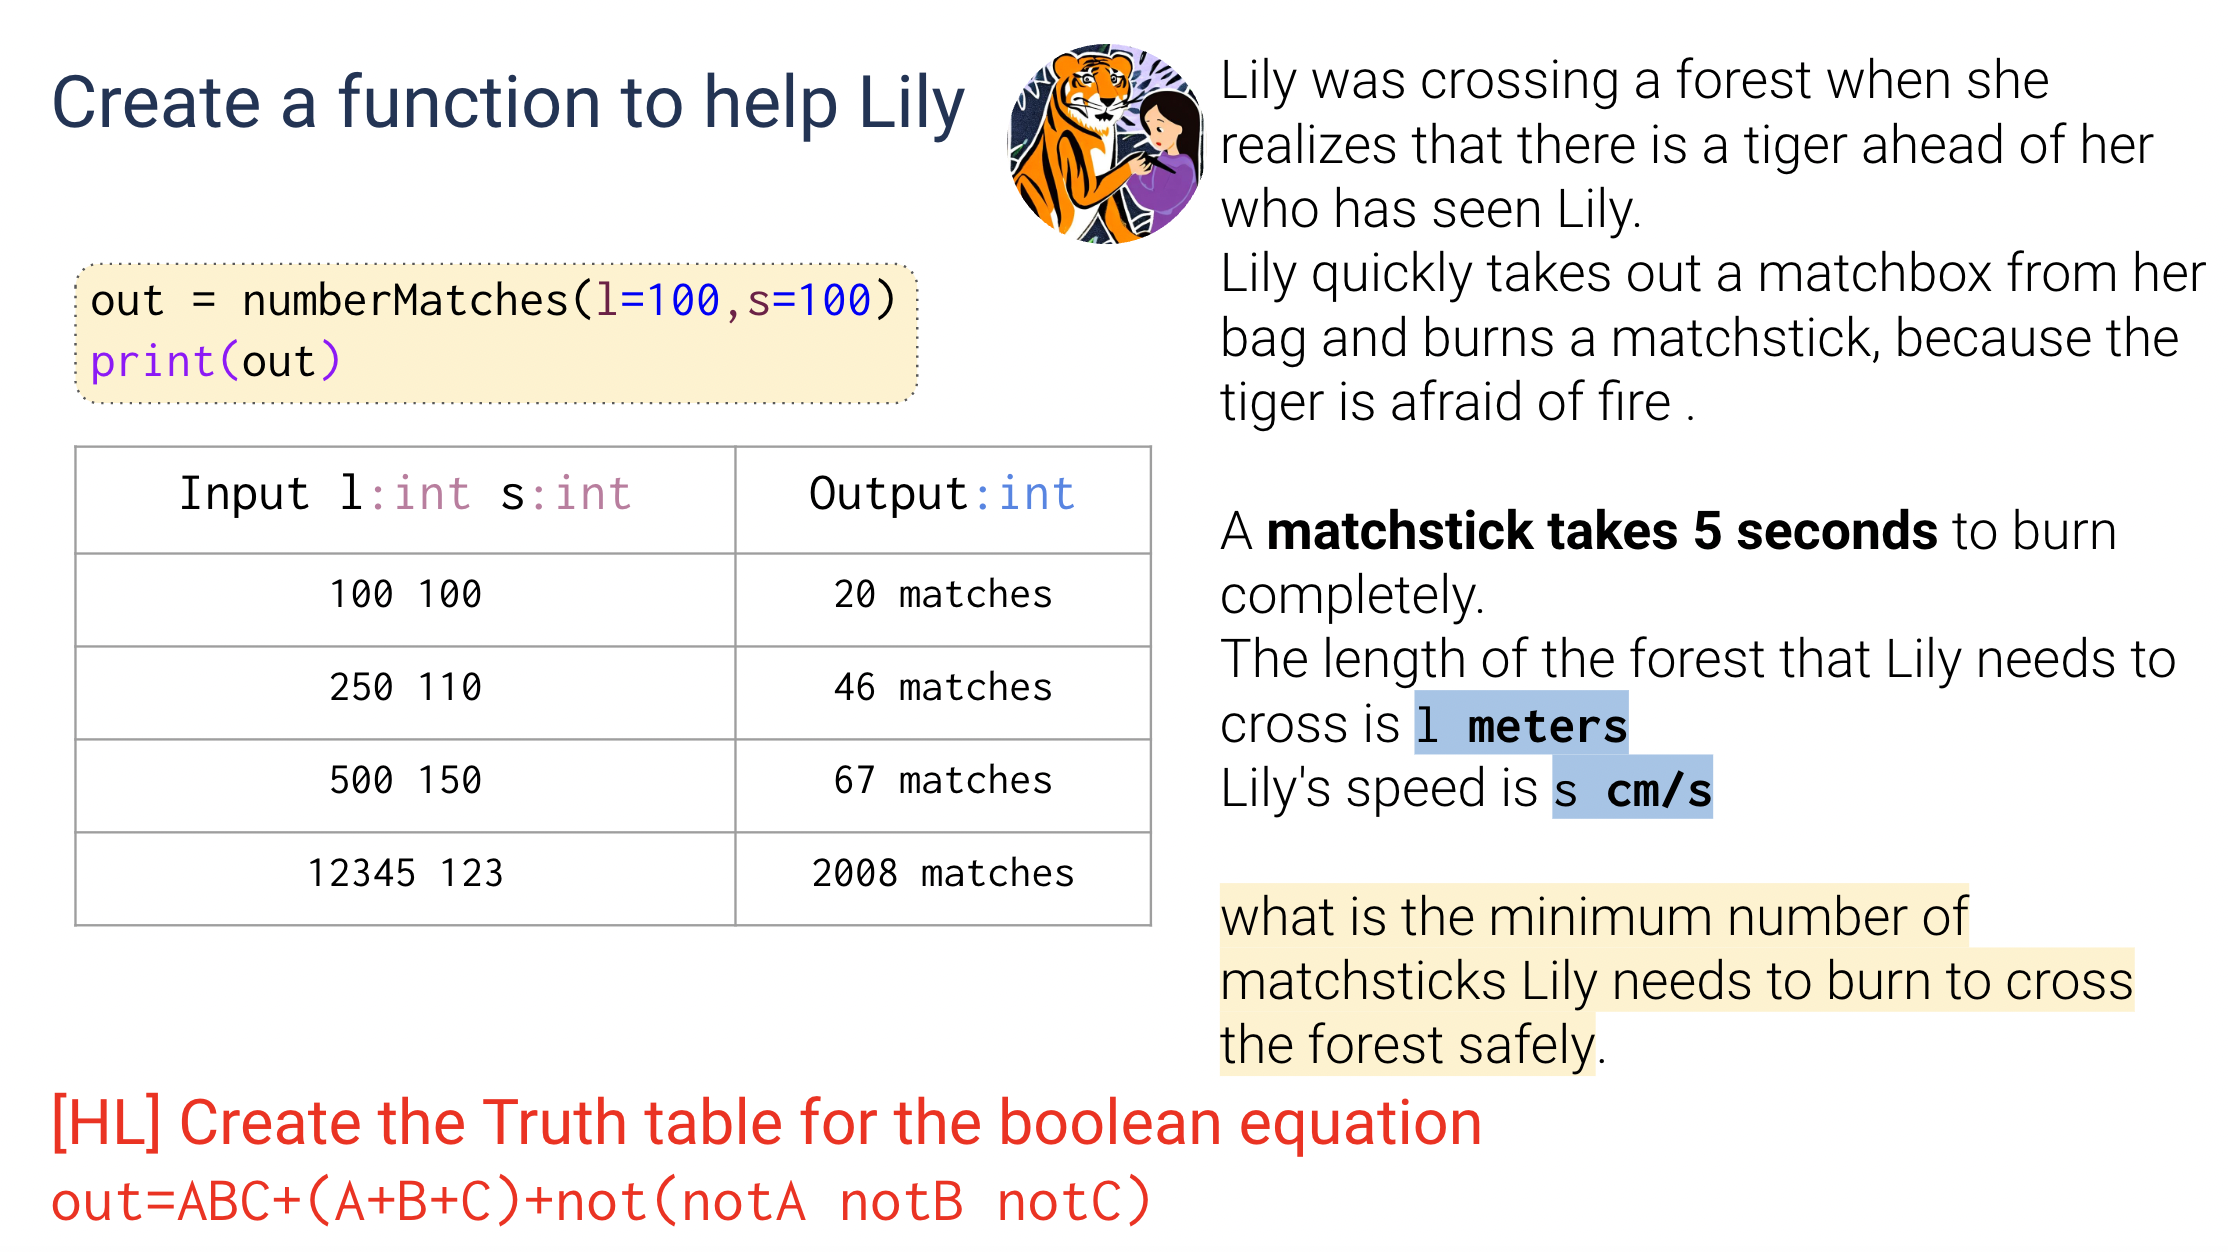 Create a function to help Lily
out = numberMatches(l=100,s=100)
print(out)
Input l:int s:int Output:int
100 100 20 matches
250 110 46 matches
500 150 67 matches
12345 123 2008 matches
Lily was crossing a forest when she
realizes that there is a tiger ahead of her
who has seen Lily.
Lily quickly takes out a matchbox from her
bag and burns a matchstick, because the
tiger is afraid of fire .
A matchstick takes 5 seconds to burn
completely.
The length of the forest that Lily needs to
cross is l meters
Lily's speed is s cm/s
what is the minimum number of
matchsticks Lily needs to burn to cross
the forest safely.
[HL] Create the Truth table for the boolean equation
out=ABC+(A+B+C)+not(notA notB notC)